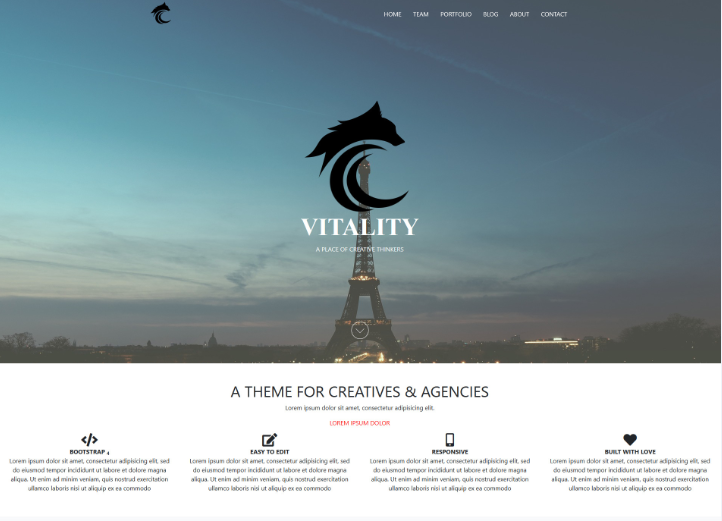 HOME TEAM PORTFOLIO BLOG ABOUT CONTACT
VITALITY
A PLACE OF CREATIVE THINKERS
A THEME FOR CREATIVES & AGENCIES
Lorem ipsum dolor sit amet, consectetur adipisicing elit.
LOREM IPSUM DOLOR
BOOTSTRAP 4
Lorem ipsum dolor sit amet, consectetur adipisicing elit, sed
do eiusmod tempor incididunt ut labore et dolore magna
aliqua. Ut enim ad minim veniam, quis nostrud exercitation
ullamco laboris nisi ut aliquip ex ea commodo
EASY TO EDIT
Lorem ipsum dolor sit amet, consectetur adipisicing elit, sed
do eiusmod tempor incididunt ut labore et dolore magna
aliqua. Ut enim ad minim veniam, quis nostrud exercitation
ullamco laboris nisi ut aliquip ex ea commodo
RESPONSIVE
Lorem ipsum dolor sit amet, consectetur adipisicing elit, sed
do eiusmod tempor incididunt ut labore et dolore magna
aliqua. Ut enim ad minim veniam, quis nostrud exercitation
ullamco laboris nisi ut aliquip ex ea commodo
BUILT WITH LOVE
Lorem ipsum dolor sit amet, consectetur adipisicing elit, sed
do eiusmod tempor incididunt ut labore et dolore magna
aliqua. Ut enim ad minim veniam, quis nostrud exercitation
ullamco laboris nisi ut aliquip ex ea commodo